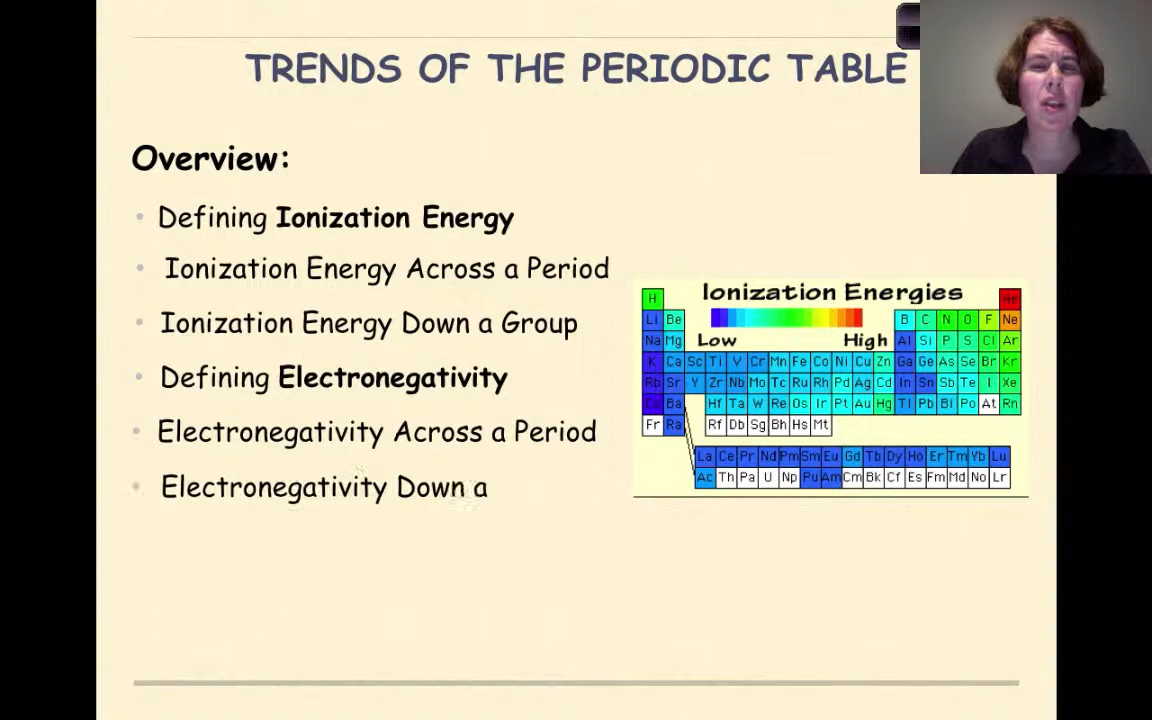 TRENDS OF THE PERIODIC TABLE
Overview:
• Defining Ionization Energy
• Ionization Energy Across a Period
• Ionization Energy Down a Group
• Defining Electronegativity
• Electronegativity Across a Period
• Electronegativity Down a
Ionization Energies
Low High
H He
Li Be B C N O F Ne
Na Mg Al Si P S Cl Ar
K Ca Sc Ti V Cr Mn Fe Co Ni Cu Zn Ga Ge As Se Br Kr
Rb Sr Y Zr Nb Mo Tc Ru Rh Pd Ag Cd In Sn Sb Te I Xe
Cs Ba Hf Ta W Re Os Ir Pt Au Hg Tl Pb Bi Po At Rn
Fr Ra Rf Db Sg Bh Hs Mt
La Ce Pr Nd Pm Sm Eu Gd Tb Dy Ho Er Tm Yb Lu
Ac Th Pa U Np Pu Am Cm Bk Cf Es Fm Md No Lr